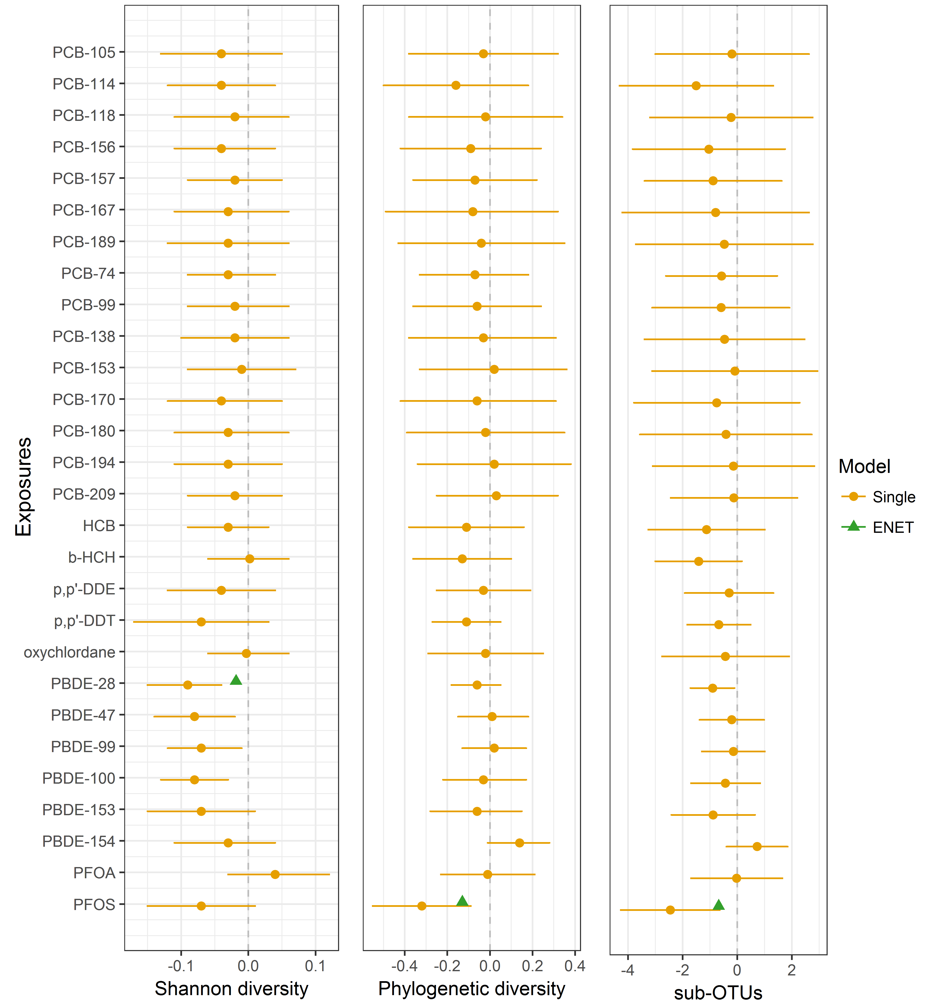 Exposures
PCB-105
PCB-114
PCB-118
PCB-156
PCB-157
PCB-167
PCB-189
PCB-74
PCB-99
PCB-138
PCB-153
PCB-170
PCB-180
PCB-194
PCB-209
HCB
b-HCH
p,p'-DDE
p,p'-DDT
oxychlordane
PBDE-28
PBDE-47
PBDE-99
PBDE-100
PBDE-153
PBDE-154
PFOA
PFOS
-0.1 0.0 0.1
Shannon diversity
-0.4 -0.2 0.0 0.2 0.4
Phylogenetic diversity
-4 -2 0 2
sub-OTUs
Model
Single
ENET